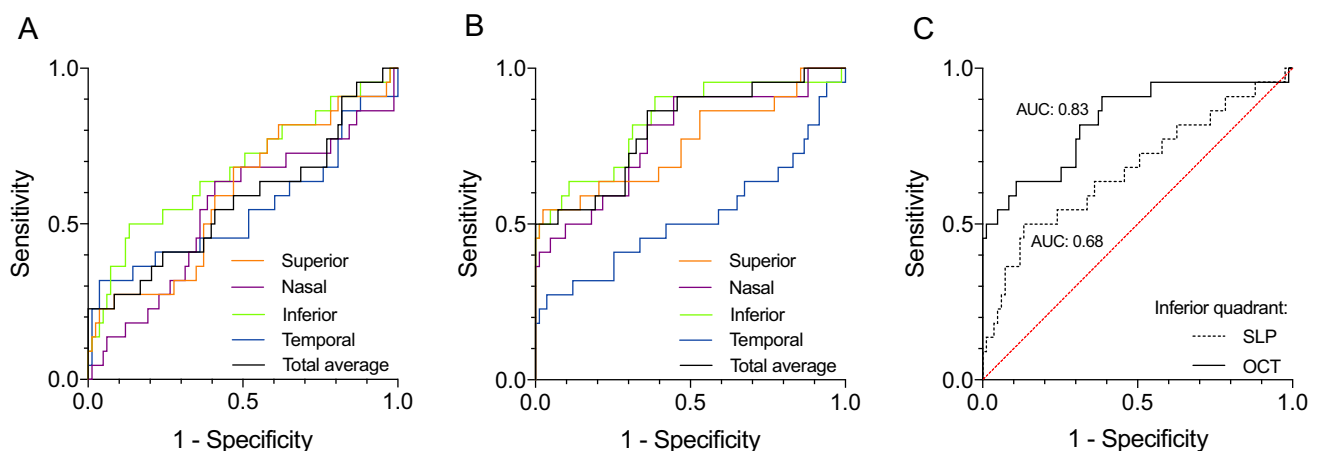 A
1.0
0.5
0.0
Sensitivity
Superior
Nasal
Inferior
Temporal
Total average
0.0
0.5
1.0
1 - Specificity
B
1.0
0.5
0.0
Sensitivity
Superior
Nasal
Inferior
Temporal
Total average
0.0
0.5
1.0
1 - Specificity
C
1.0
0.5
0.0
Sensitivity
AUC: 0.83
AUC: 0.68
Inferior quadrant:
SLP
OCT
0.0
0.5
1.0
1 - Specificity